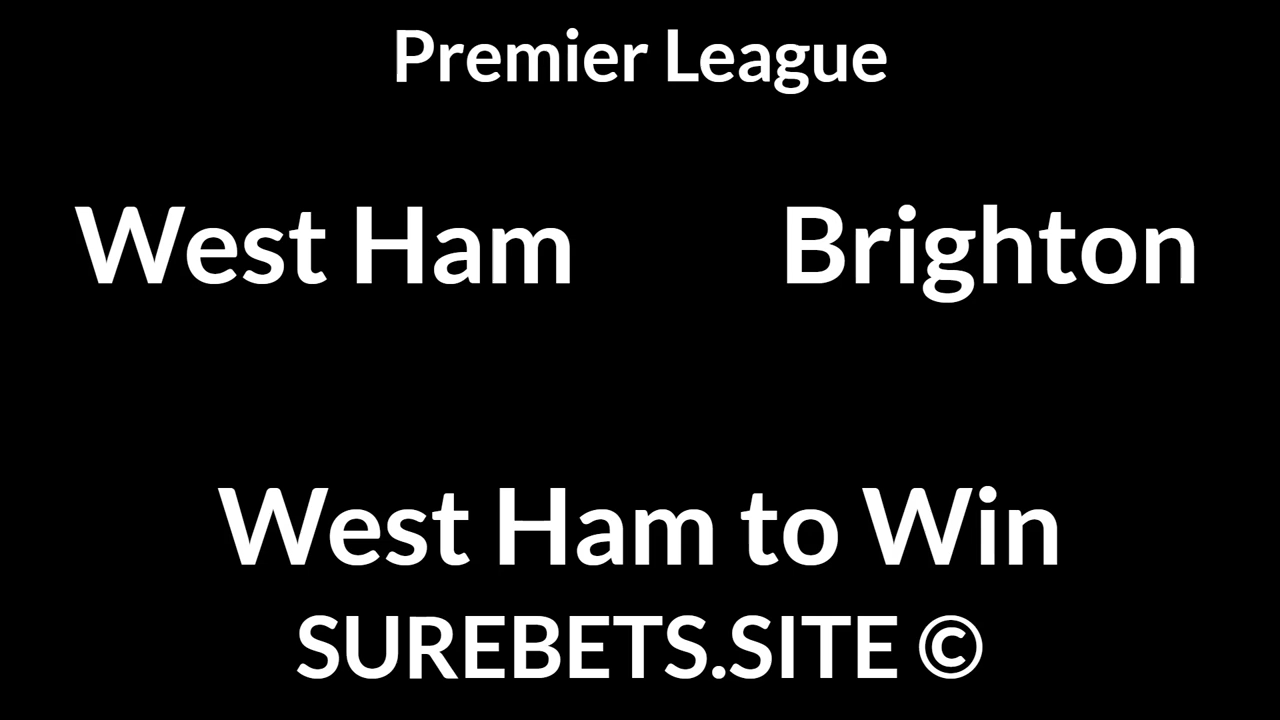 Premier League
West Ham Brighton
West Ham to Win
SUREBETS.SITE ©